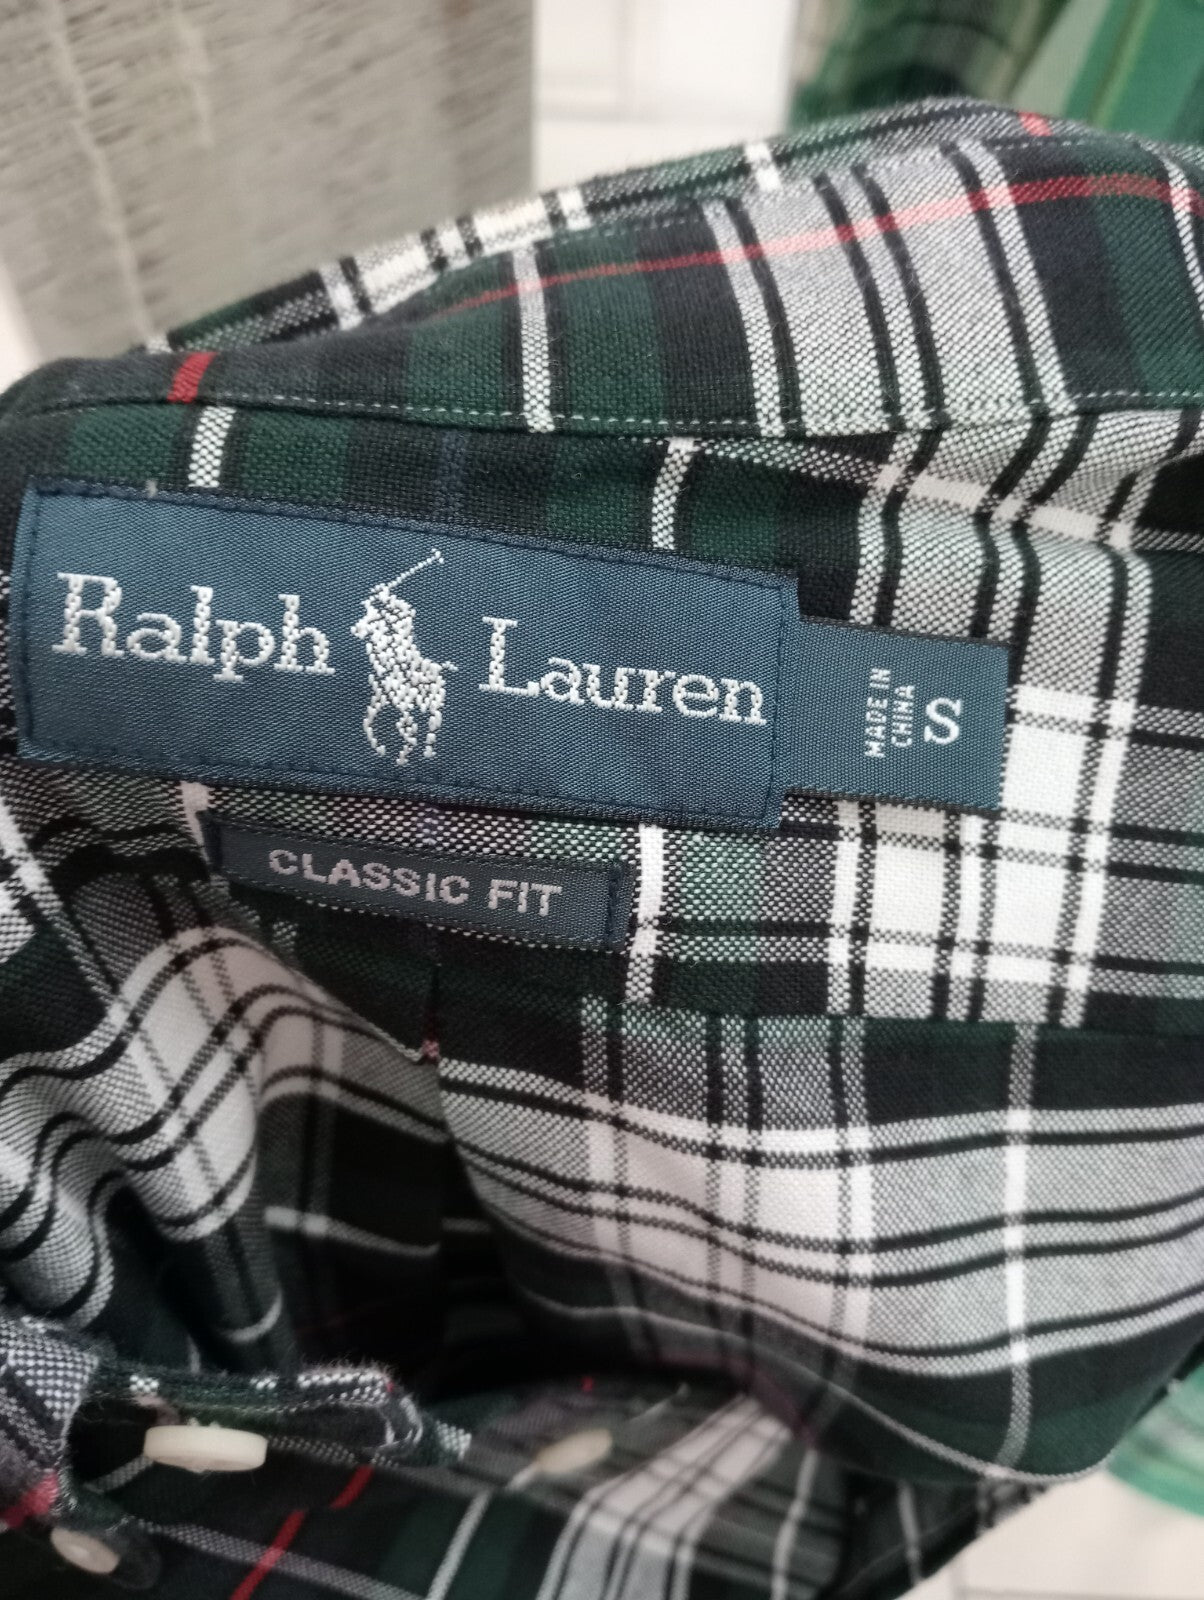 Ralph Lauren
MADE IN
CHINA
S
CLASSIC FIT